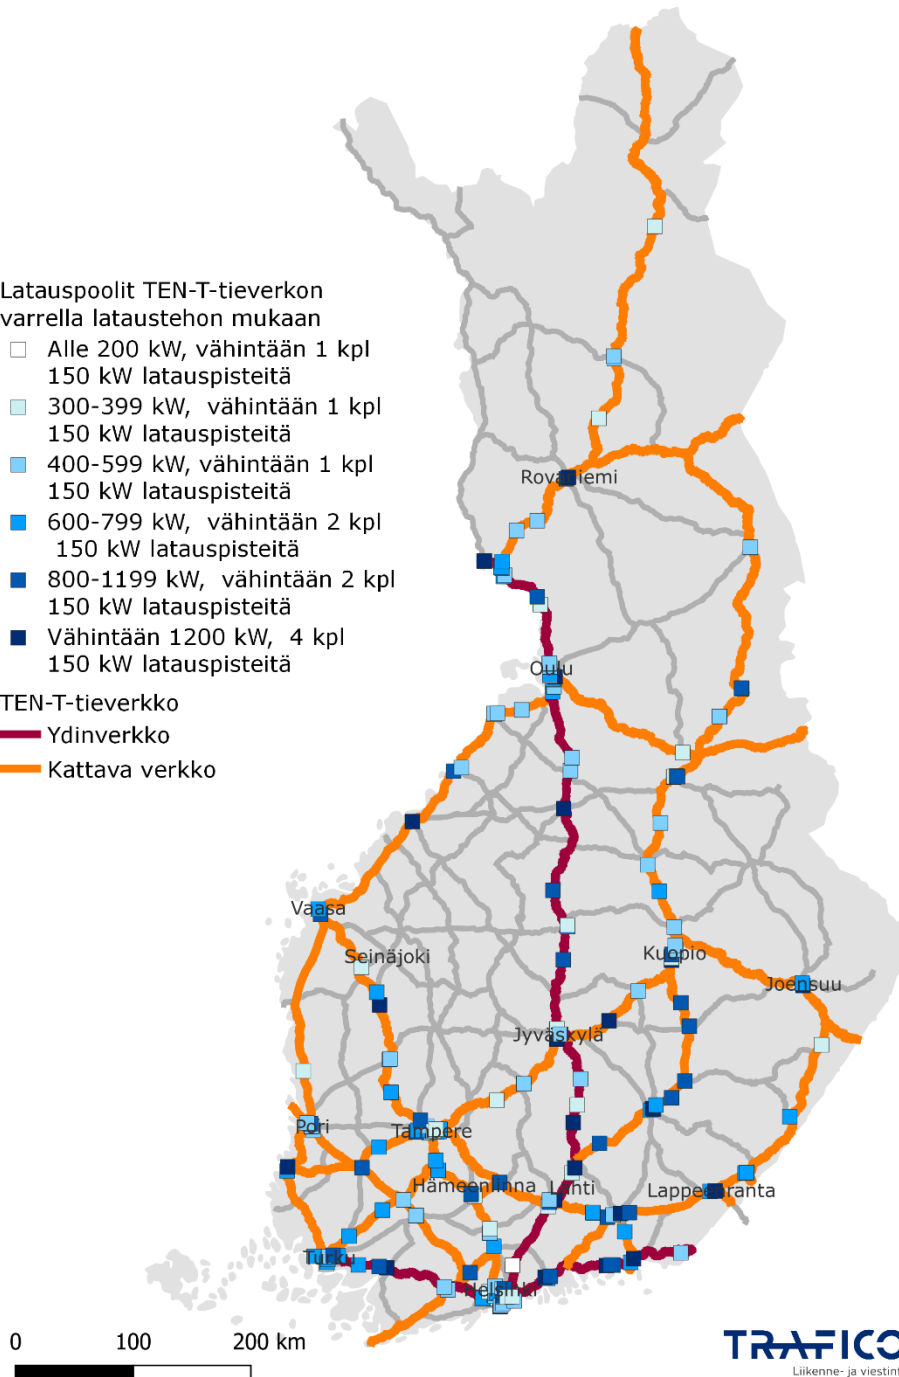 Latauspoolit TEN-T-tieverkon
varrella lataustehon mukaan
Alle 200 kW, vähintään 1 kpl
150 kW latauspisteitä
300-399 kW, vähintään 1 kpl
150 kW latauspisteitä
400-599 kW, vähintään 1 kpl
150 kW latauspisteitä
600-799 kW, vähintään 2 kpl
150 kW latauspisteitä
800-1199 kW, vähintään 2 kpl
150 kW latauspisteitä
Vähintään 1200 kW, 4 kpl
150 kW latauspisteitä
TEN-T-tieverkko
Ydinverkko
Kattava verkko
Rovaniemi
Oulu
Vaasa
Seinäjoki
Kuopio
Joensuu
Jyväskylä
Pori
Tampere
Hämeenlinna
Lahti
Lappeenranta
Turku
Helsinki
0 100 200 km
TRAFICO
Liikenne- ja viestint